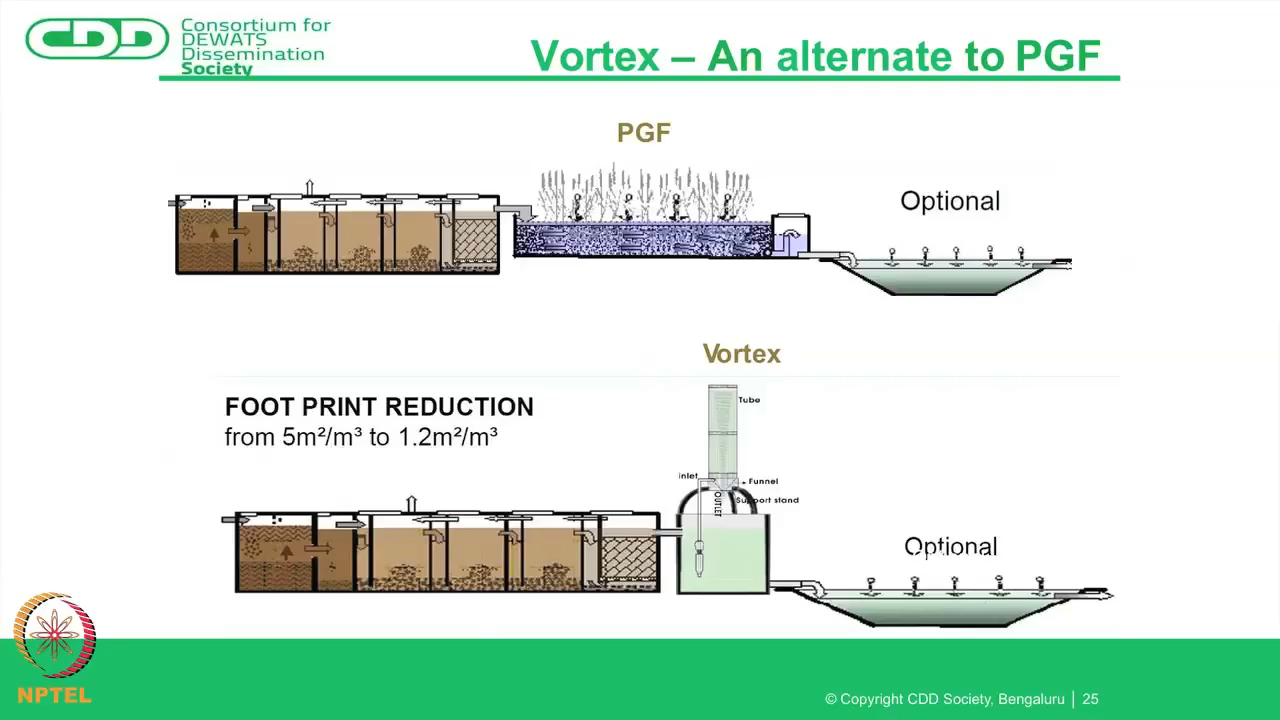 CDD
Consortium for
DEWATS
Dissemination
Society
Vortex – An alternate to PGF
PGF
Optional
Vortex
FOOT PRINT REDUCTION
from 5m²/m³ to 1.2m²/m³
Tube
inlet
Funnel
Support stand
OUTLET
Optional
NPTEL
© Copyright CDD Society, Bengaluru | 25